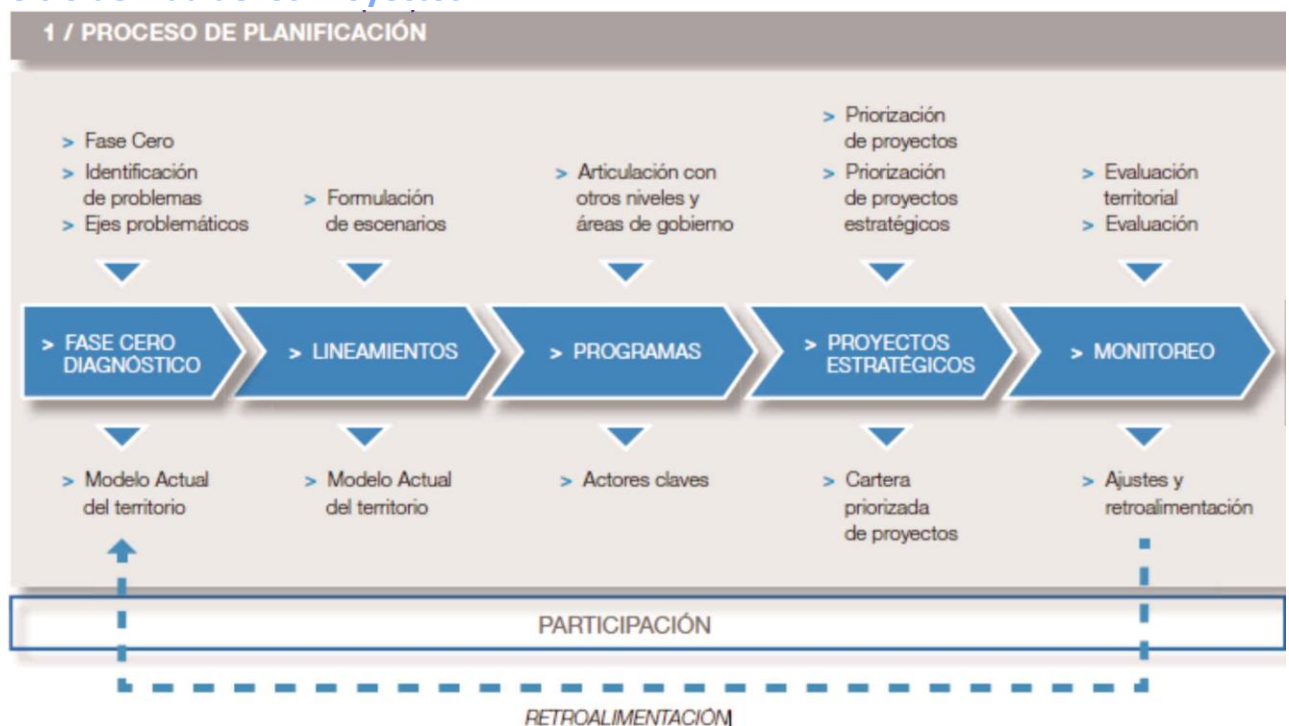 1 / PROCESO DE PLANIFICACIÓN
> Fase Cero
> Identificación
de problemas
> Ejes problemáticos
> Formulación
de escenarios
> Articulación con
otros niveles y
áreas de gobierno
> Priorización
de proyectos
> Priorización
de proyectos
estratégicos
> Evaluación
territorial
> Evaluación
> FASE CERO
DIAGNÓSTICO
> LINEAMIENTOS
> PROGRAMAS
> PROYECTOS
ESTRATÉGICOS
> MONITOREO
> Modelo Actual
del territorio
> Modelo Actual
del territorio
> Actores claves
> Cartera
priorizada
de proyectos
> Ajustes y
retroalimentación
PARTICIPACIÓN
RETROALIMENTACIÓN